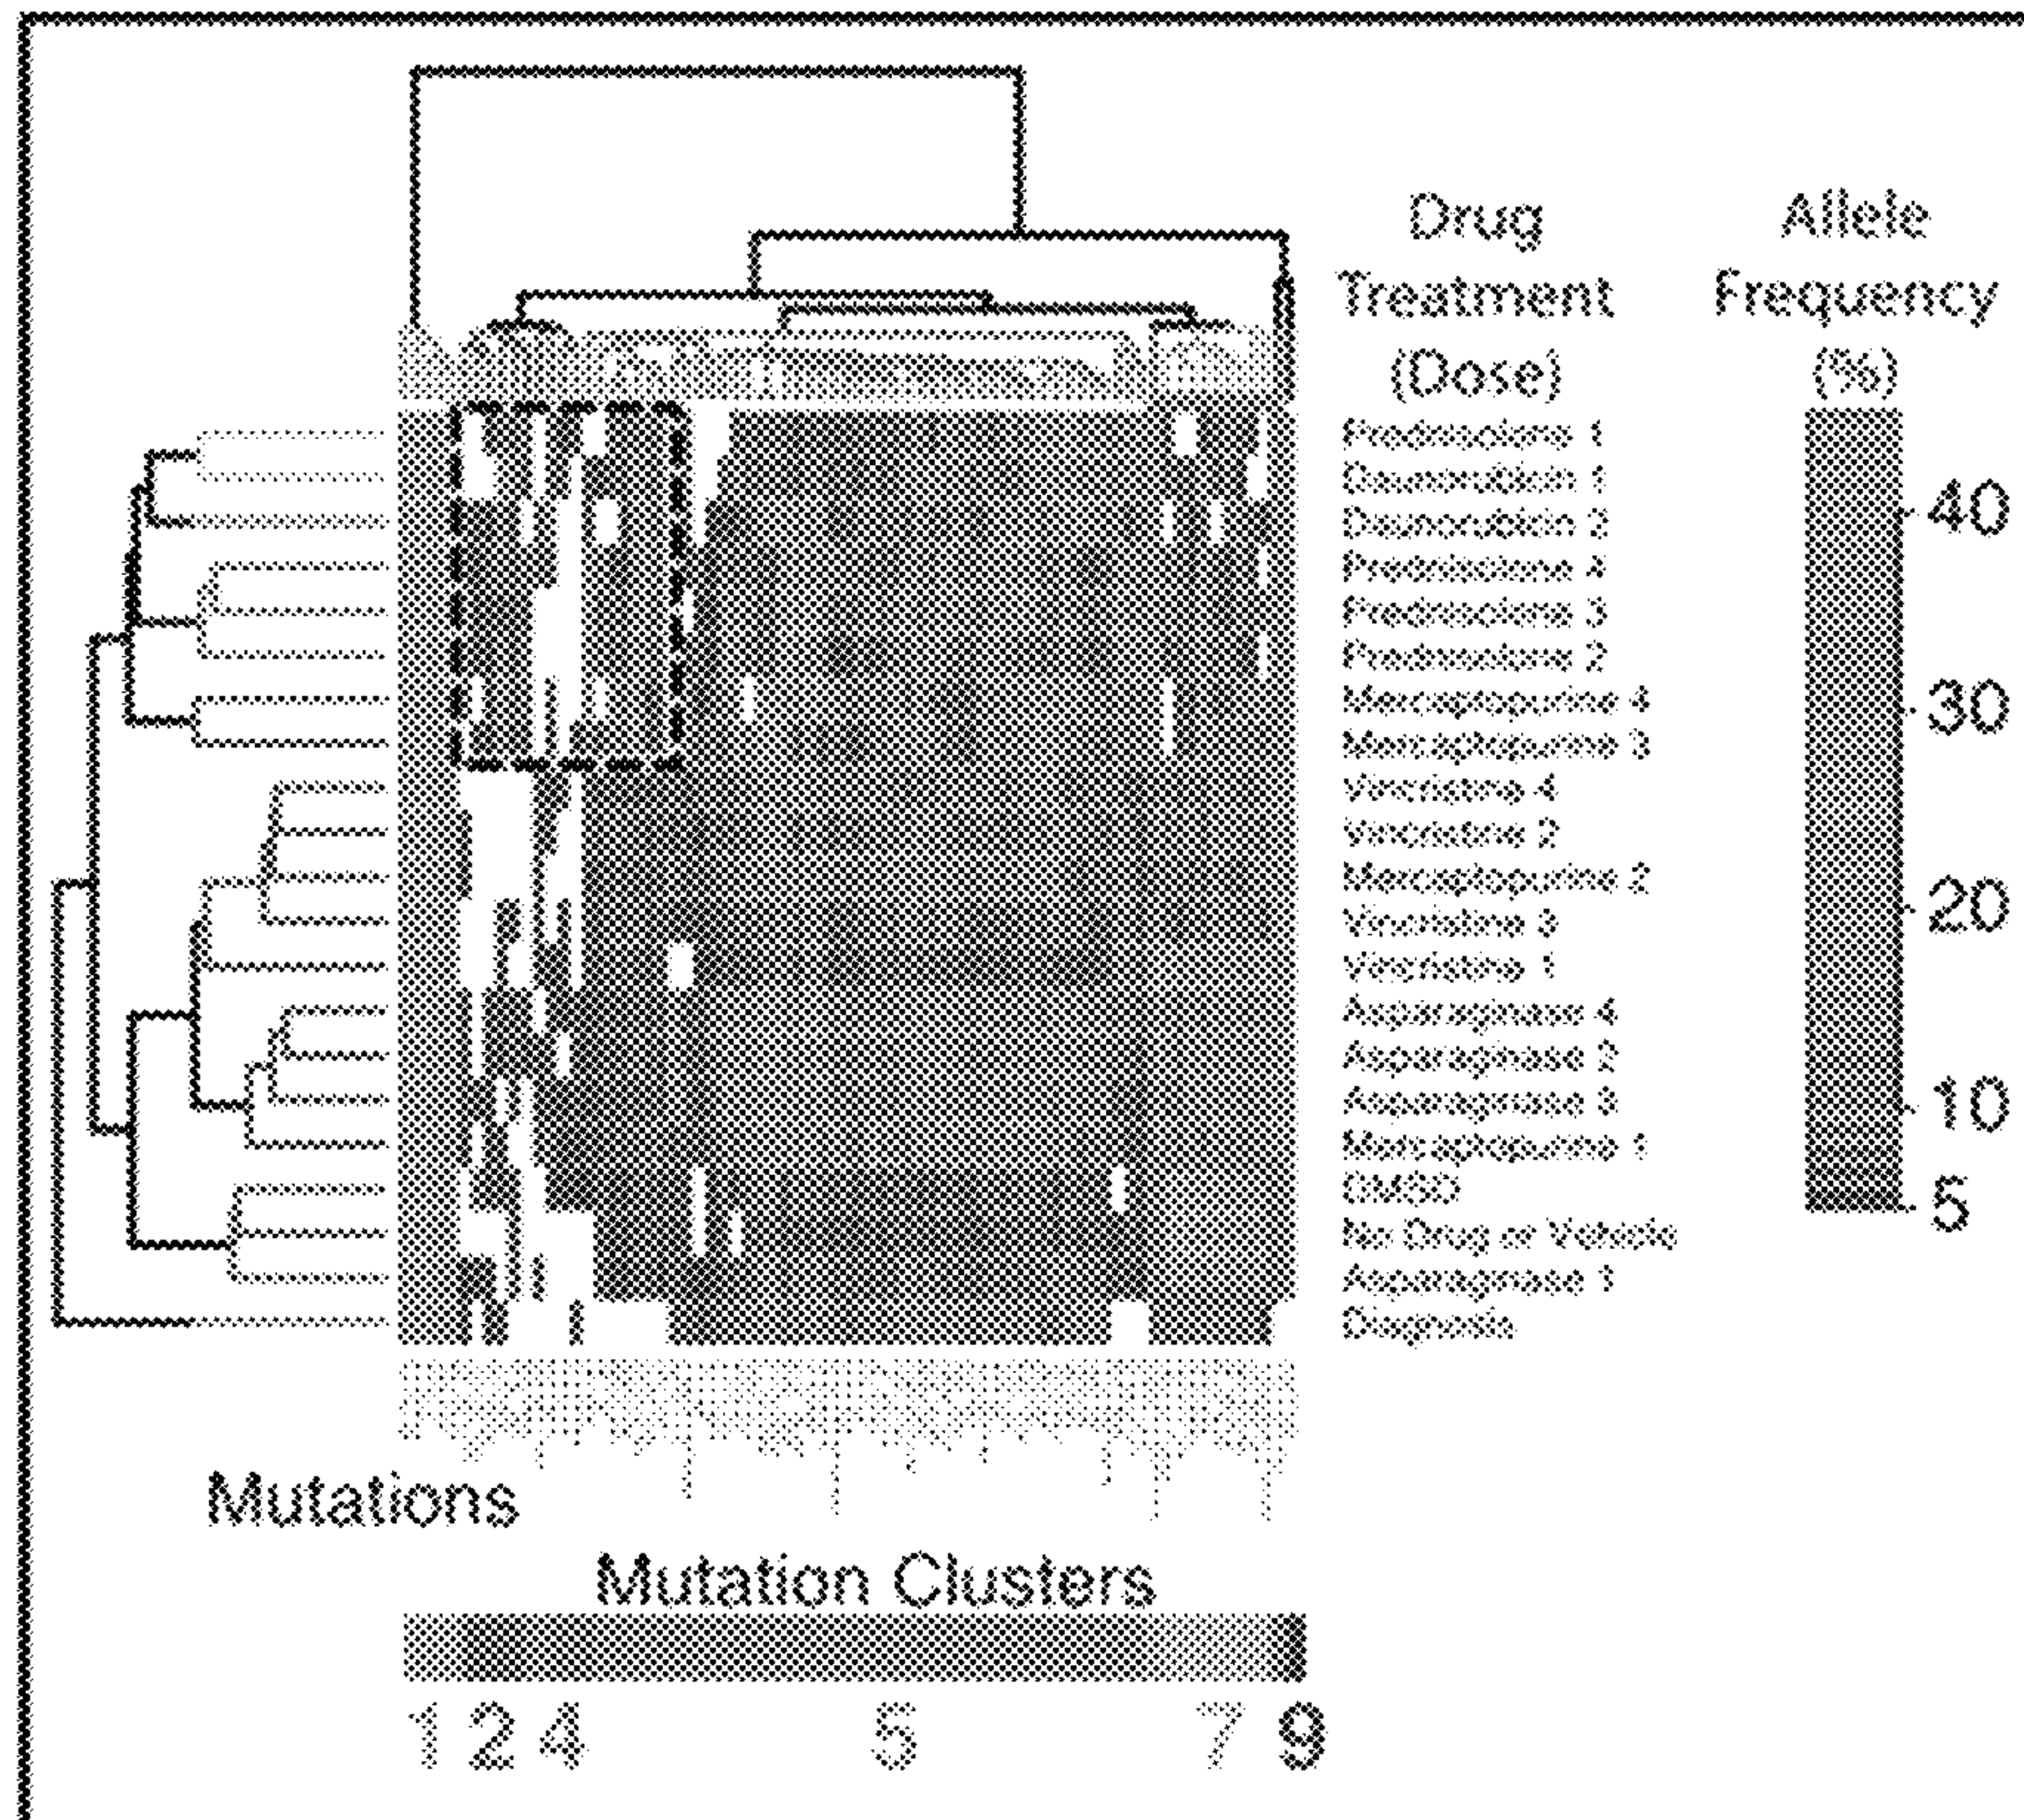 Drug
Treatment
(Dose)
Allele
Frequency
(%)
Prednisolone 1
Daunorubicin 1
Daunorubicin 2
Prednisolone 4
Prednisolone 3
Prednisolone 2
Mercaptopurine 4
Mercaptopurine 3
Vincristine 4
Vincristine 2
Mercaptopurine 2
Vincristine 3
Vincristine 1
Asparaginase 4
Asparaginase 2
Asparaginase 3
Mercaptopurine 1
DMSO
No Drug or Vehicle
Asparaginase 1
Diagnosis
40
30
20
10
5
Mutations
Mutation Clusters
1 2 4 5 7 9